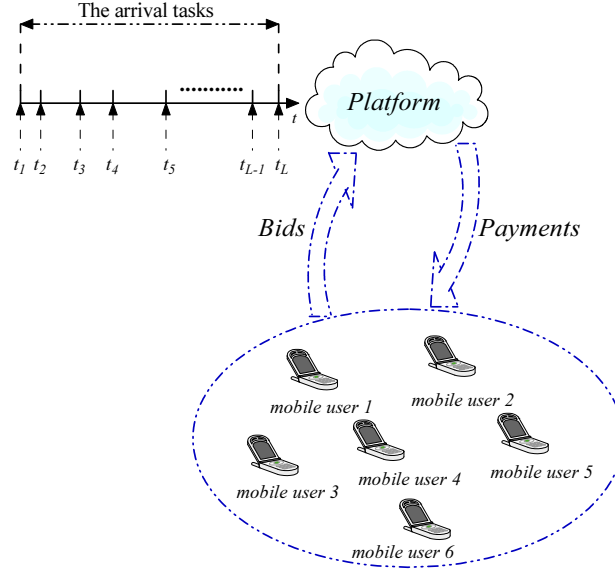 The arrival tasks
Platform
t
t1 t2 t3 t4 t5 tL-1 tL
Bids
Payments
mobile user 1
mobile user 2
mobile user 3
mobile user 4
mobile user 5
mobile user 6